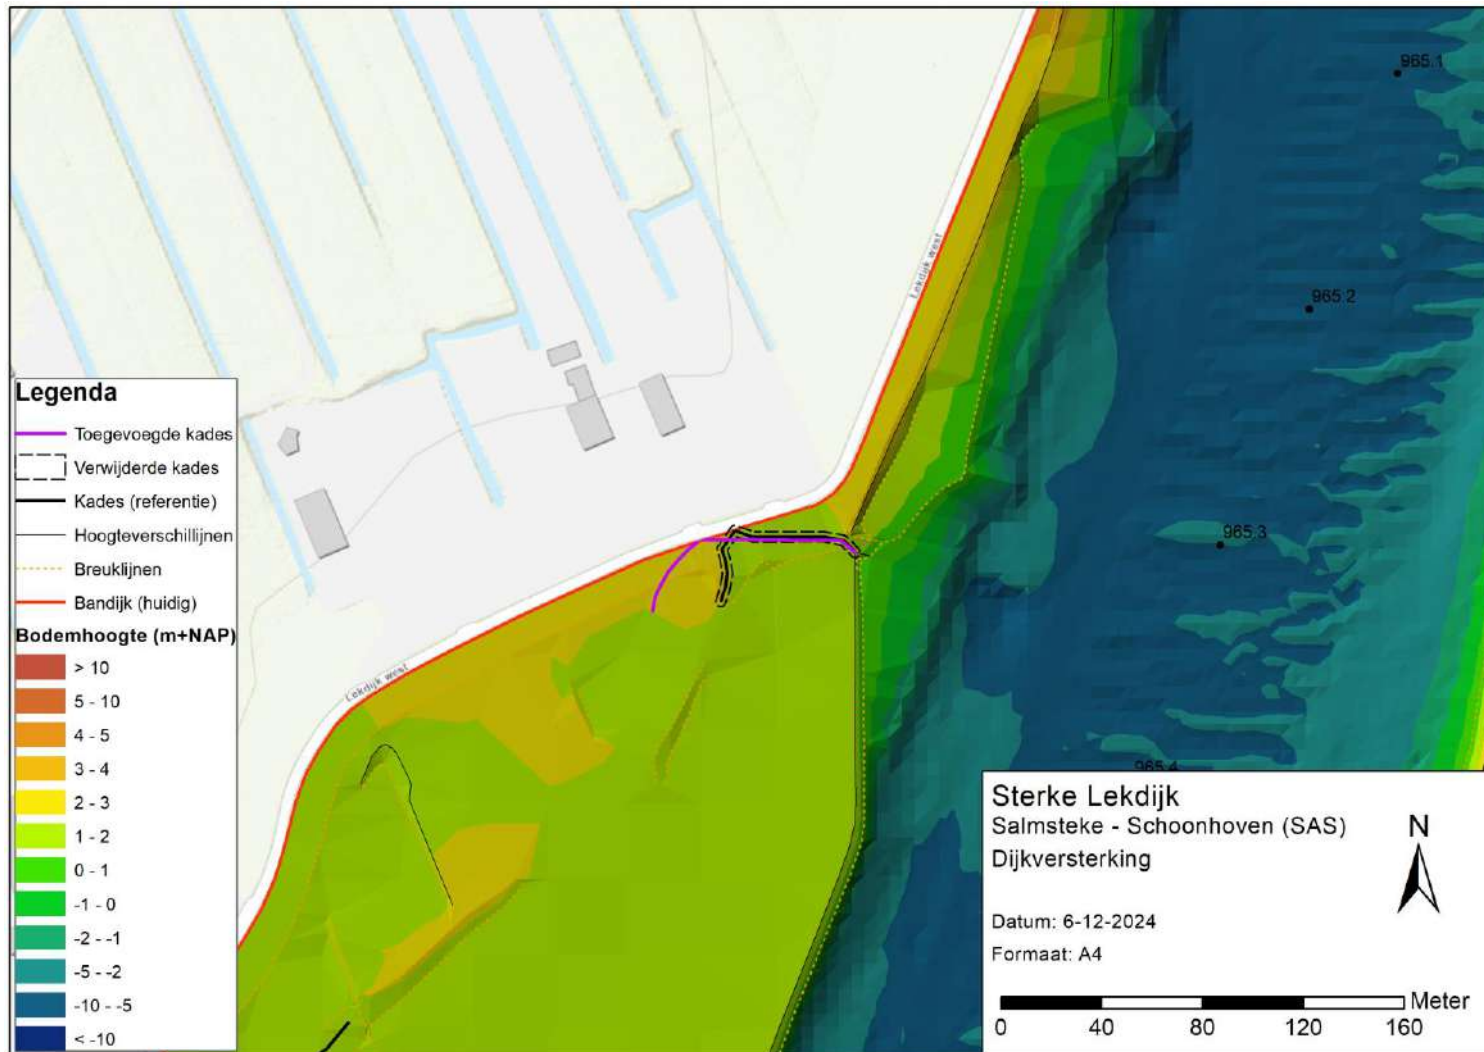 965.1
965.2
Lekdijk west
965.3
Lekdijk west
965.4
Legenda
Toegevoegde kades
Verwijderde kades
Kades (referentie)
Hoogteverschillijnen
Breuklijnen
Bandijk (huidig)
Bodemhoogte (m+NAP)
> 10
5 - 10
4 - 5
3 - 4
2 - 3
1 - 2
0 - 1
-1 - 0
-2 - -1
-5 - -2
-10 - -5
< -10
Sterke Lekdijk
Salmsteke - Schoonhoven (SAS)
Dijkversterking
N
Datum: 6-12-2024
Formaat: A4
Meter
0 40 80 120 160